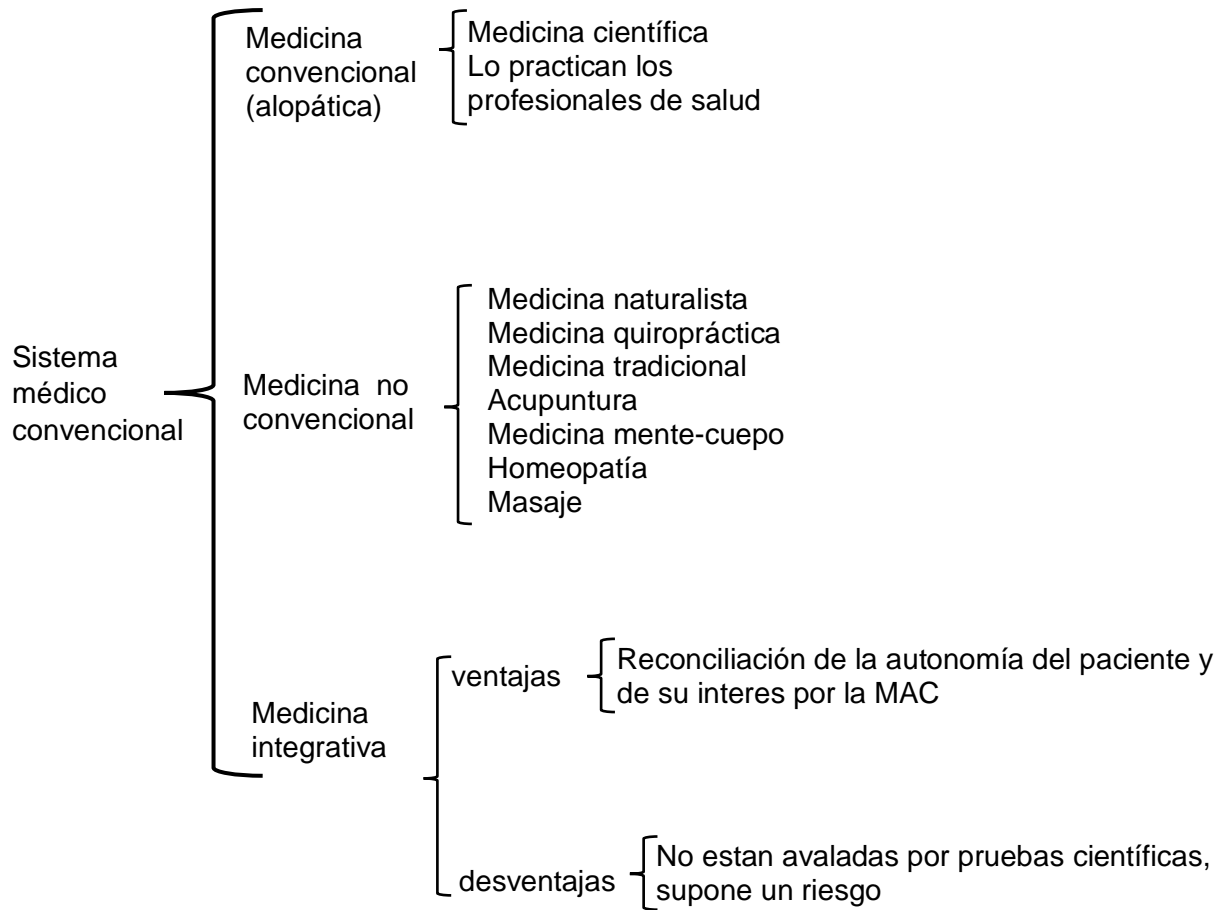 Sistema
médico
convencional
Medicina
convencional
(alopática)
Medicina científica
Lo practican los
profesionales de salud
Medicina no
convencional
Medicina naturalista
Medicina quiropráctica
Medicina tradicional
Acupuntura
Medicina mente-cuepo
Homeopatía
Masaje
Medicina
integrativa
ventajas
Reconciliación de la autonomía del paciente y
de su interes por la MAC
desventajas
No estan avaladas por pruebas científicas,
supone un riesgo